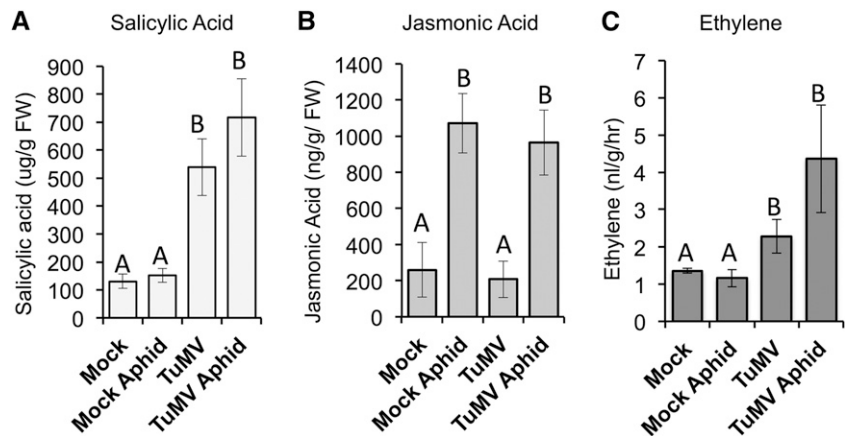 A Salicylic Acid
Salicylic acid (ug/g FW)
900
800
700
600
500
400
300
200
100
0
A
A
B
B
Mock
Mock Aphid
TuMV
TuMV Aphid
B Jasmonic Acid
Jasmonic Acid (ng/g/ FW)
1400
1200
1000
800
600
400
200
0
A
B
A
B
Mock
Mock Aphid
TuMV
TuMV Aphid
C Ethylene
Ethylene (nl/g/hr)
7
6
5
4
3
2
1
0
A
A
B
B
Mock
Mock Aphid
TuMV
TuMV Aphid